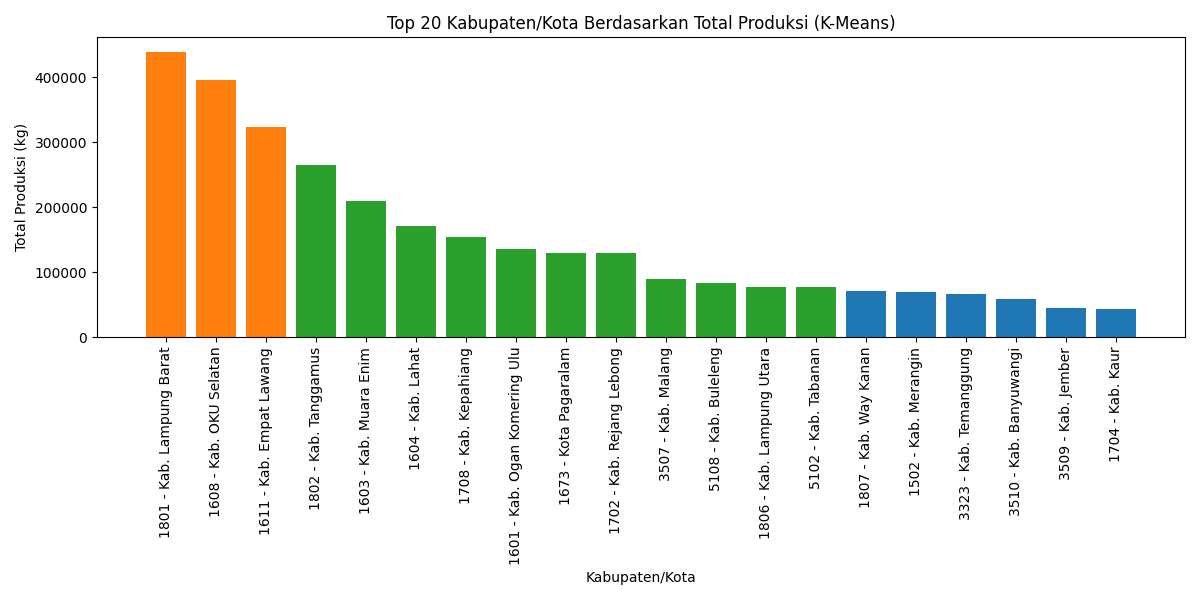 Top 20 Kabupaten/Kota Berdasarkan Total Produksi (K-Means)
Total Produksi (kg)
400000
300000
200000
100000
0
1801 - Kab. Lampung Barat
1608 - Kab. OKU Selatan
1611 - Kab. Empat Lawang
1802 - Kab. Tanggamus
1603 - Kab. Muara Enim
1604 - Kab. Lahat
1708 - Kab. Kepahiang
1601 - Kab. Ogan Komering Ulu
1673 - Kota Pagaralam
1702 - Kab. Rejang Lebong
3507 - Kab. Malang
5108 - Kab. Buleleng
1806 - Kab. Lampung Utara
5102 - Kab. Tabanan
1807 - Kab. Way Kanan
1502 - Kab. Merangin
3323 - Kab. Temanggung
3510 - Kab. Banyuwangi
3509 - Kab. Jember
1704 - Kab. Kaur
Kabupaten/Kota